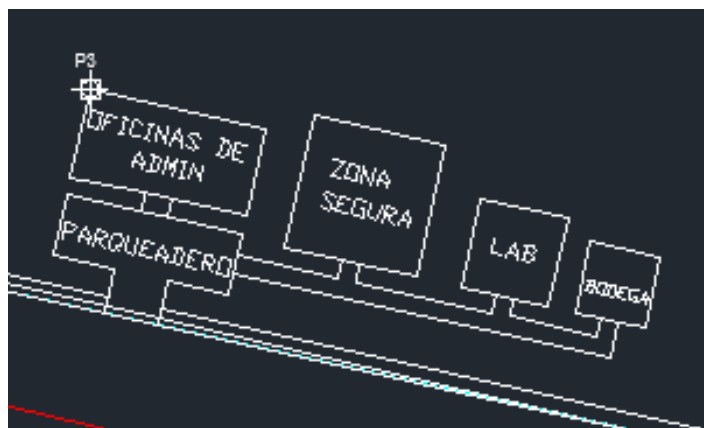 P3
OFICINAS DE
ADMIN
ZONA
SEGURA
PARQUEADERO
LAB
BODEGA